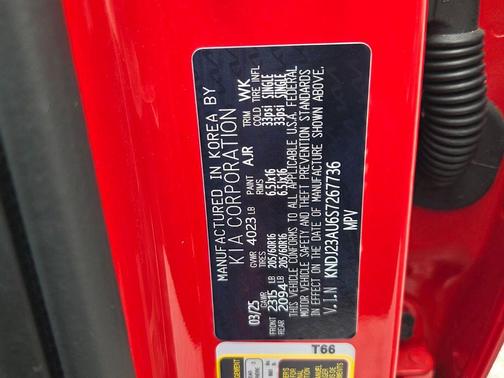 MANUFACTURED IN KOREA BY
KIA CORPORATION
03/25 GVWR 4023 LB PAINT AJR TRIM WK
GAWR TIRES RIMS COLD TIRE INFL
FRONT 2315 LB 205/60R16 6.5Jx16 33psi SINGLE
REAR 2094 LB 205/60R16 6.5Jx16 33psi SINGLE
THIS VEHICLE CONFORMS TO ALL APPLICABLE U.S.A FEDERAL
MOTOR VEHICLE SAFETY AND THEFT PREVENTION STANDARDS
IN EFFECT ON THE DATE OF MANUFACTURE SHOWN ABOVE.
V.I.N KNDJ23AU6S7267736
MPV
T66